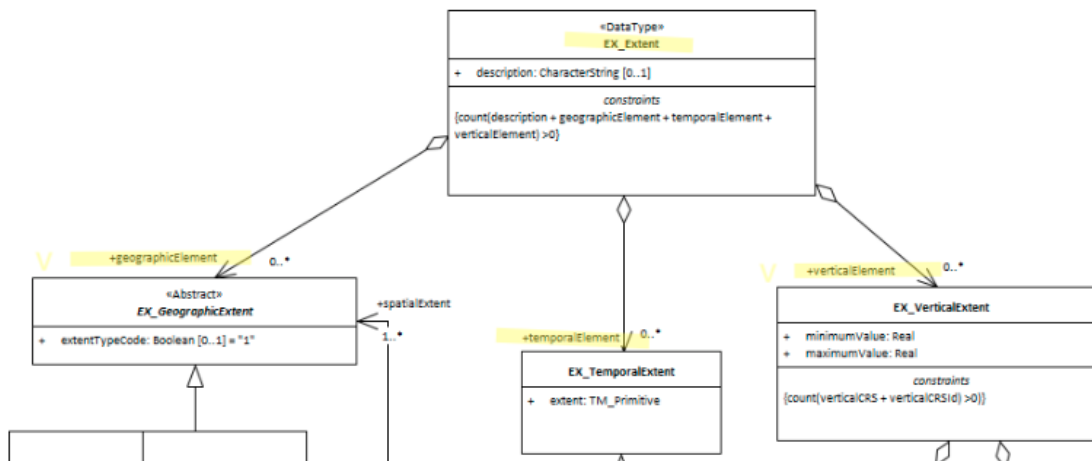 «DataType»
EX_Extent
+ description: CharacterString [0..1]
constraints
{count(description + geographicElement + temporalElement +
verticalElement) >0}
+geographicElement
0..*
«Abstract»
EX_GeographicExtent
+ extentTypeCode: Boolean [0..1] = "1"
+spatialExtent
1..*
+temporalElement
0..*
EX_TemporalExtent
+ extent: TM_Primitive
+verticalElement
0..*
EX_VerticalExtent
+ minimumValue: Real
+ maximumValue: Real
constraints
{count(verticalCRS + verticalCRSId) >0)}